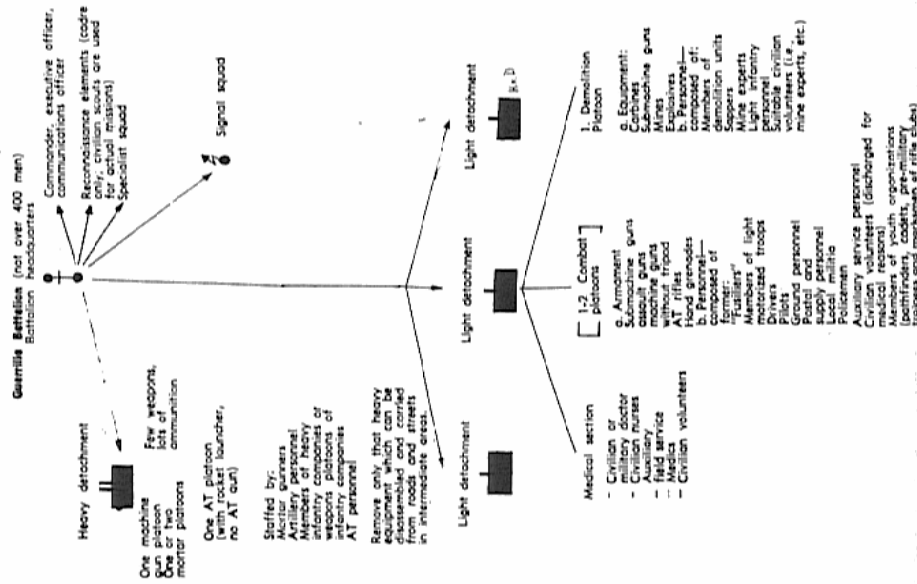 Guerrilla Battalion (not over 400 men)
Battalion headquarters
Commander, executive officer,
communications officer
Reconnaissance elements (cadre
only; civilian scouts are used
for actual missions)
Specialist squad
Signal squad
Heavy detachment
One machine
gun platoon
One or two
mortar platoons
Few weapons,
lots of
ammunition
One AT platoon
(with rocket launcher,
no AT gun)
Staffed by:
Mortar gunners
Artillery personnel
Members of heavy
infantry companies or
weapons platoons of
infantry companies
AT personnel
Remove only that heavy
equipment which can be
disassembled and carried
from roads and streets
in intermediate areas.
Light detachment
Light detachment
Light detachment
Medical section
- Civilian or
military doctor
- Civilian nurses
- Auxiliary
- field service
- Medics
- Civilian volunteers
[ 1-2 Combat ]
platoons
a. Armament
Submachine guns
assault guns
machine guns
without tripod
AT rifles
Hand grenades
b. Personnel—
composed of
former:
"Fusiliers"
Members of light
motorized troops
Drivers
Pilots
Ground personnel
Postal and
supply personnel
Local militia
Policemen
Auxiliary service personnel
Civilian volunteers (discharged for
medical reasons)
Members of youth organizations
(pathfinders, cadets, pre-military
trainees and marksmen of rifle clubs)
1. Demolition
Platoon
a. Equipment:
Carbines
Submachine guns
Mines
Explosives
b. Personnel—
composed of:
Members of
demolition units
Sappers
Mine experts
Light infantry
personnel
Suitable civilian
volunteers (i.e.,
mine experts, etc.)